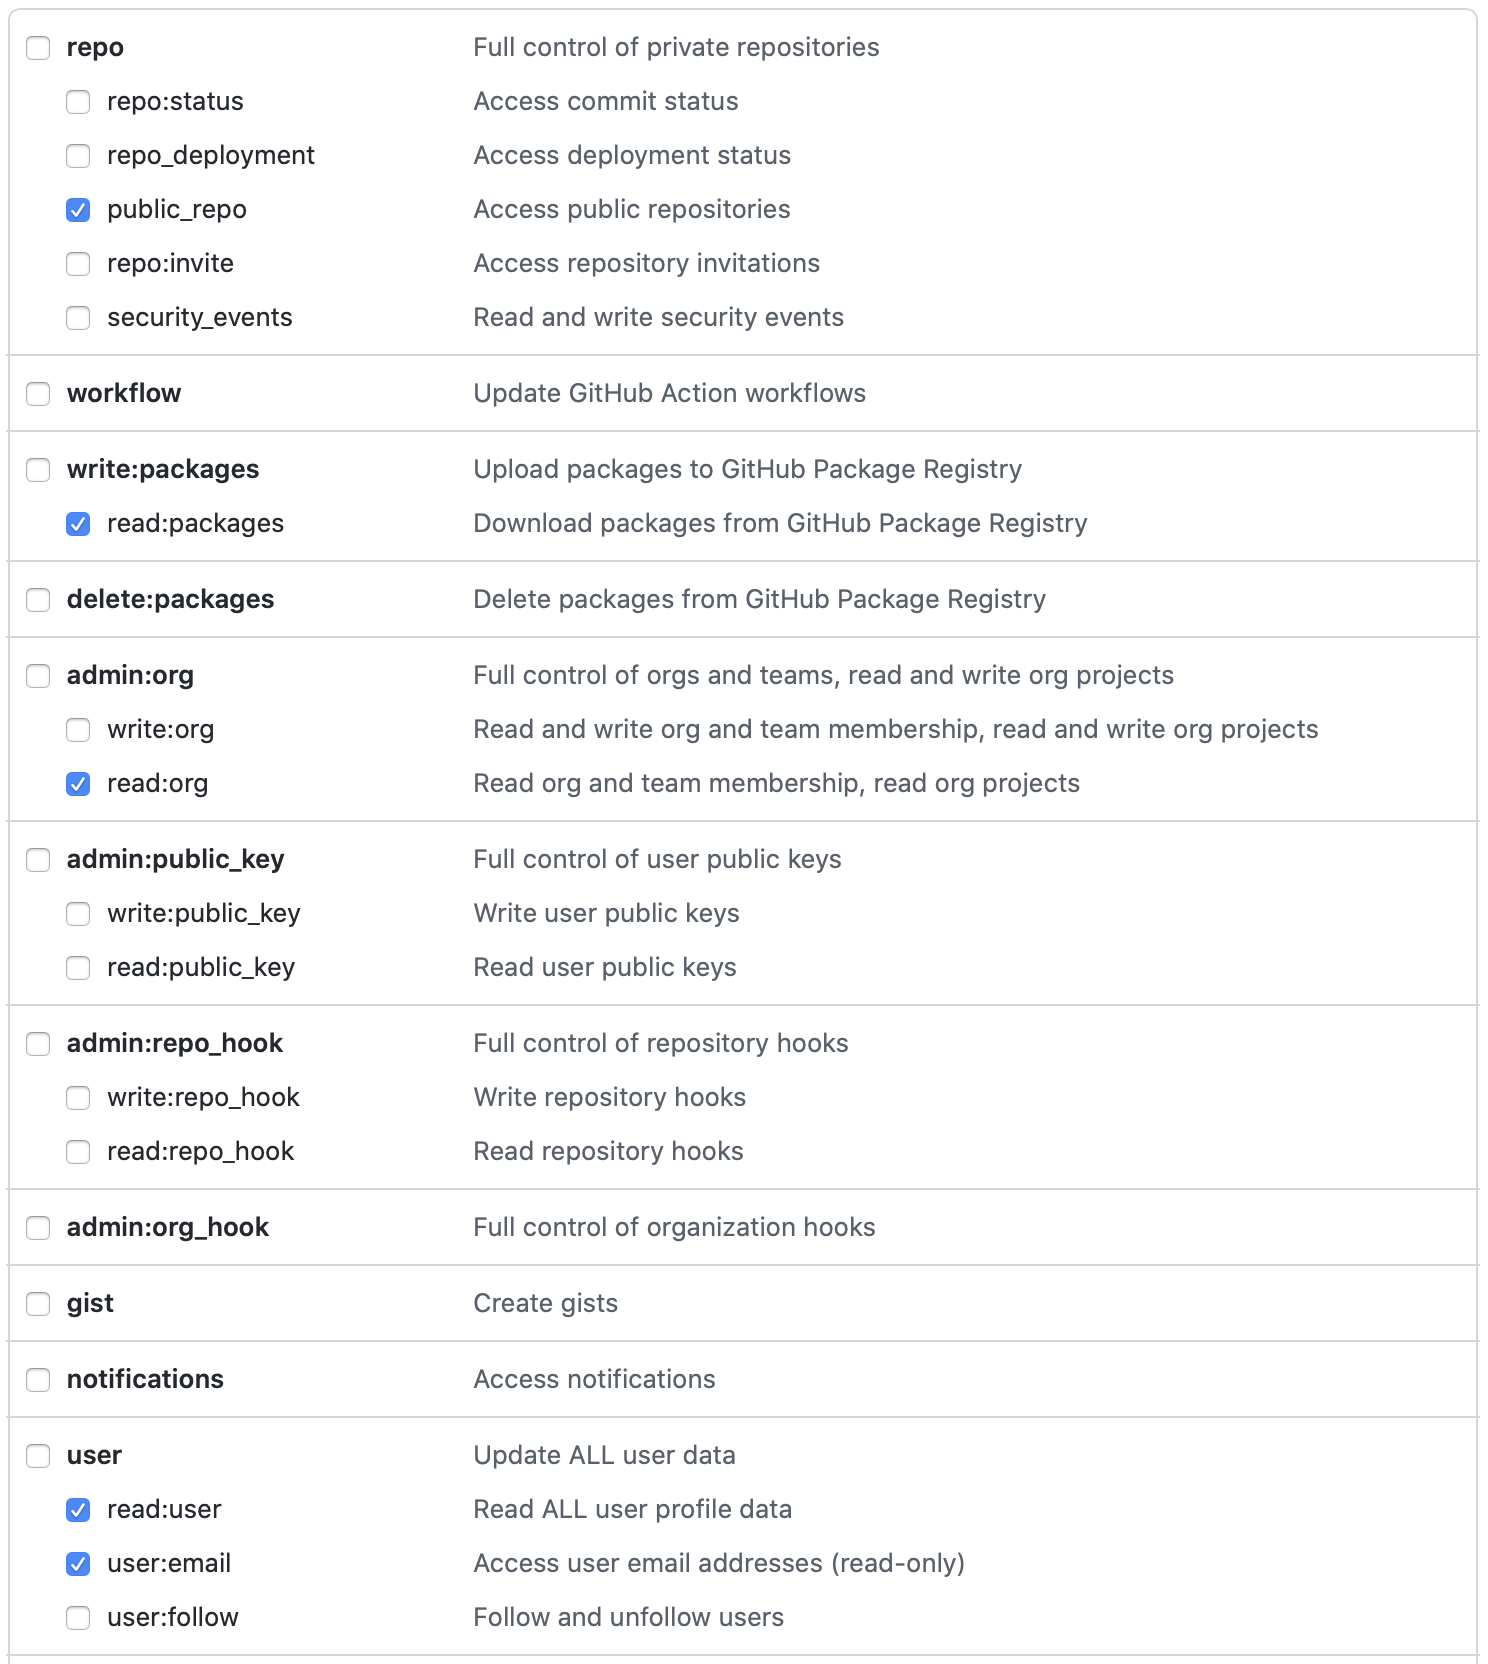 repo Full control of private repositories
repo:status Access commit status
repo_deployment Access deployment status
public_repo Access public repositories
repo:invite Access repository invitations
security_events Read and write security events
workflow Update GitHub Action workflows
write:packages Upload packages to GitHub Package Registry
read:packages Download packages from GitHub Package Registry
delete:packages Delete packages from GitHub Package Registry
admin:org Full control of orgs and teams, read and write org projects
write:org Read and write org and team membership, read and write org projects
read:org Read org and team membership, read org projects
admin:public_key Full control of user public keys
write:public_key Write user public keys
read:public_key Read user public keys
admin:repo_hook Full control of repository hooks
write:repo_hook Write repository hooks
read:repo_hook Read repository hooks
admin:org_hook Full control of organization hooks
gist Create gists
notifications Access notifications
user Update ALL user data
read:user Read ALL user profile data
user:email Access user email addresses (read-only)
user:follow Follow and unfollow users